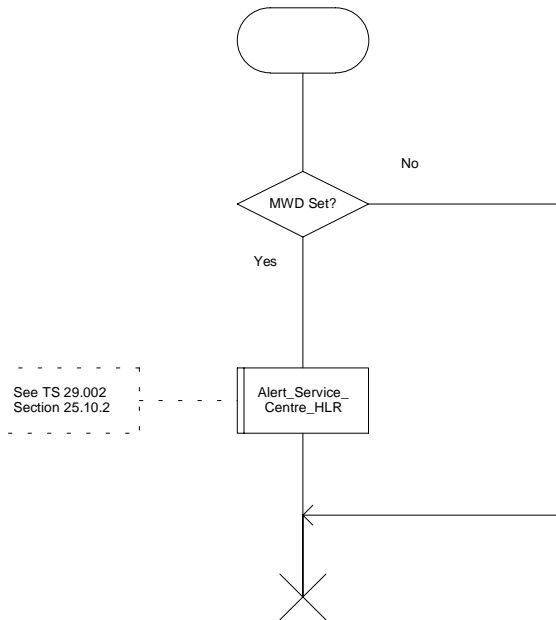 No
MWD Set?
Yes
See TS 29.002
Section 25.10.2
Alert_Service_
Centre_HLR